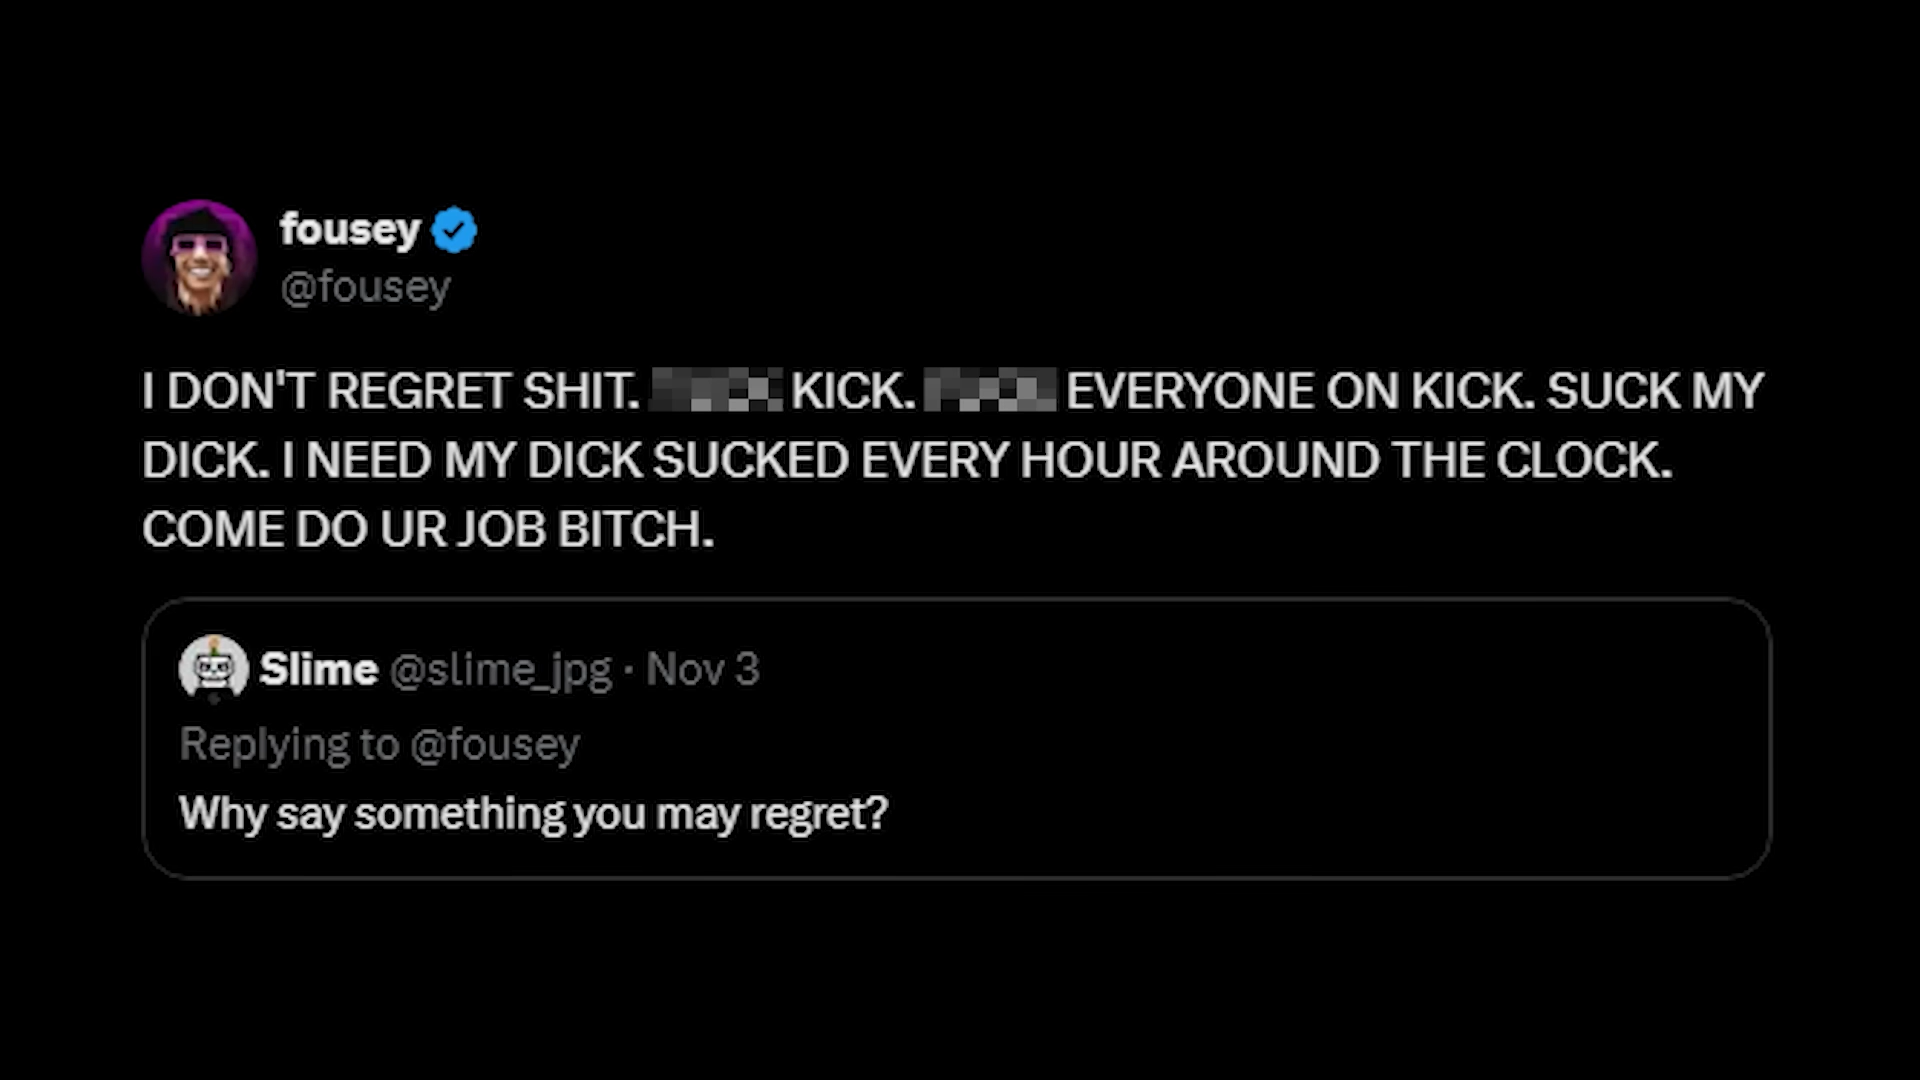 fousey
@fousey
I DON'T REGRET SHIT. KICK. EVERYONE ON KICK. SUCK MY
DICK. I NEED MY DICK SUCKED EVERY HOUR AROUND THE CLOCK.
COME DO UR JOB BITCH.
Slime @slime_jpg · Nov 3
Replying to @fousey
Why say something you may regret?